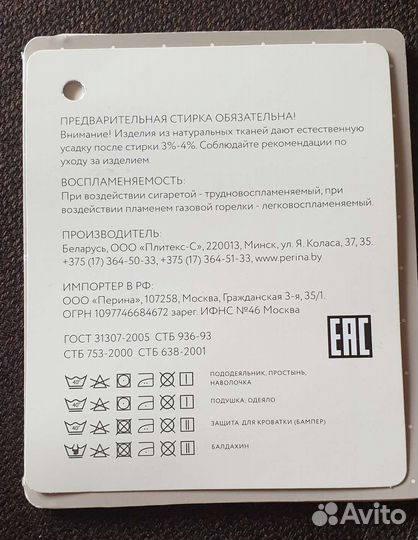 ПРЕДВАРИТЕЛЬНАЯ СТИРКА ОБЯЗАТЕЛЬНА!
Внимание! Изделия из натуральных тканей дают естественную
усадку после стирки 3%-4%. Соблюдайте рекомендации по
уходу за изделием.
ВОСПЛАМЕНЯЕМОСТЬ:
При воздействии сигаретой - трудновоспламеняемый, при
воздействии пламенем газовой горелки - легковоспламеняемый.
ПРОИЗВОДИТЕЛЬ:
Беларусь, ООО «Плитекс-С», 220013, Минск, ул. Я. Коласа, 37, 35.
+375 (17) 364-50-33, +375 (17) 364-51-33, www.perina.by
ИМПОРТЕР В РФ:
ООО «Перина», 107258, Москва, Гражданская 3-я, 35/1.
ОГРН 1097746684672 зарег. ИФНС №46 Москва
ГОСТ 31307-2005 СТБ 936-93
СТБ 753-2000 СТБ 638-2001
EAC
40° ПОДОДЕЯЛЬНИК, ПРОСТЫНЬ,
НАВОЛОЧКА
40° ПОДУШКА, ОДЕЯЛО
40° ЗАЩИТА ДЛЯ КРОВАТКИ (БАМПЕР)
БАЛДАХИН
Avito